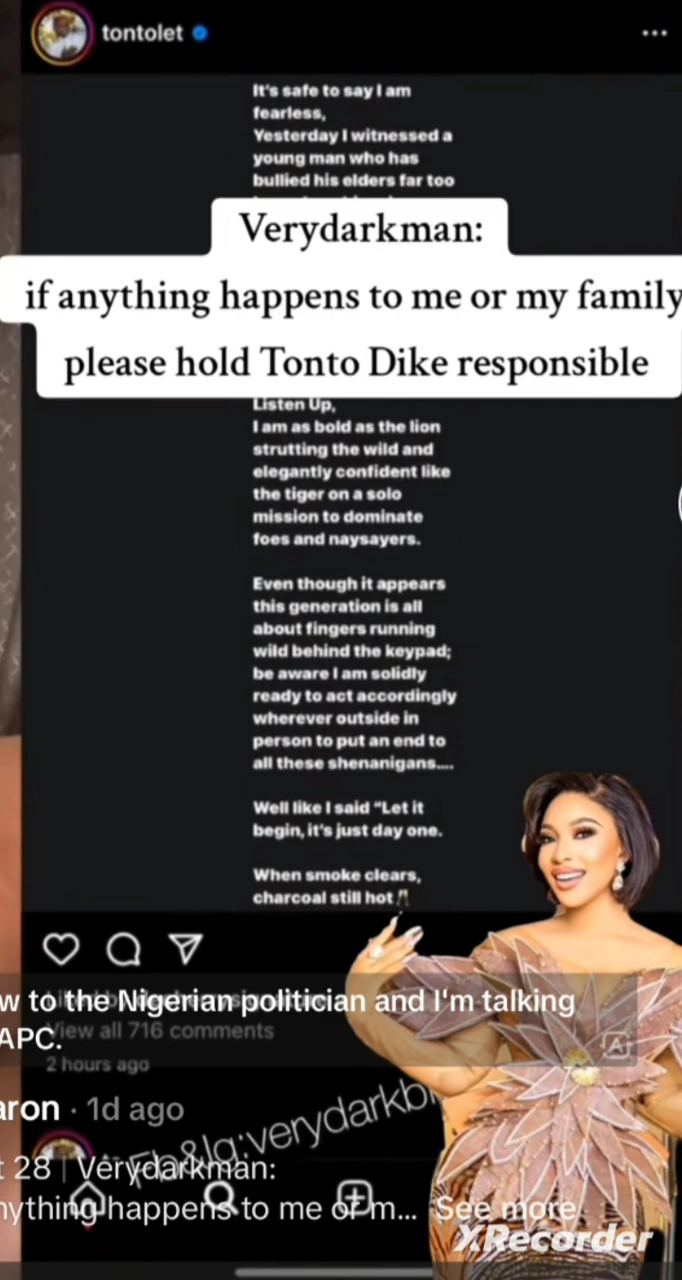 tontolet
It's safe to say I am
fearless,
Yesterday I witnessed a
young man who has
bullied his elders far too
Verydarkman:
if anything happens to me or my family
please hold Tonto Dike responsible
Listen Up,
I am as bold as the lion
strutting the wild and
elegantly confident like
the tiger on a solo
mission to dominate
foes and naysayers.
Even though it appears
this generation is all
about fingers running
wild behind the keypad;
be aware I am solidly
ready to act accordingly
wherever outside in
person to put an end to
all these shenanigans....
Well like I said "Let it
begin, it's just day one.
When smoke clears,
charcoal still hot
w to the Nigerian politician and I'm talking
APC.
View all 716 comments
2 hours ago
aron · 1d ago
Fb&Ig:verydarkbl
t 28 | Verydarkman:
nything happens to me or m... See more
XRecorder